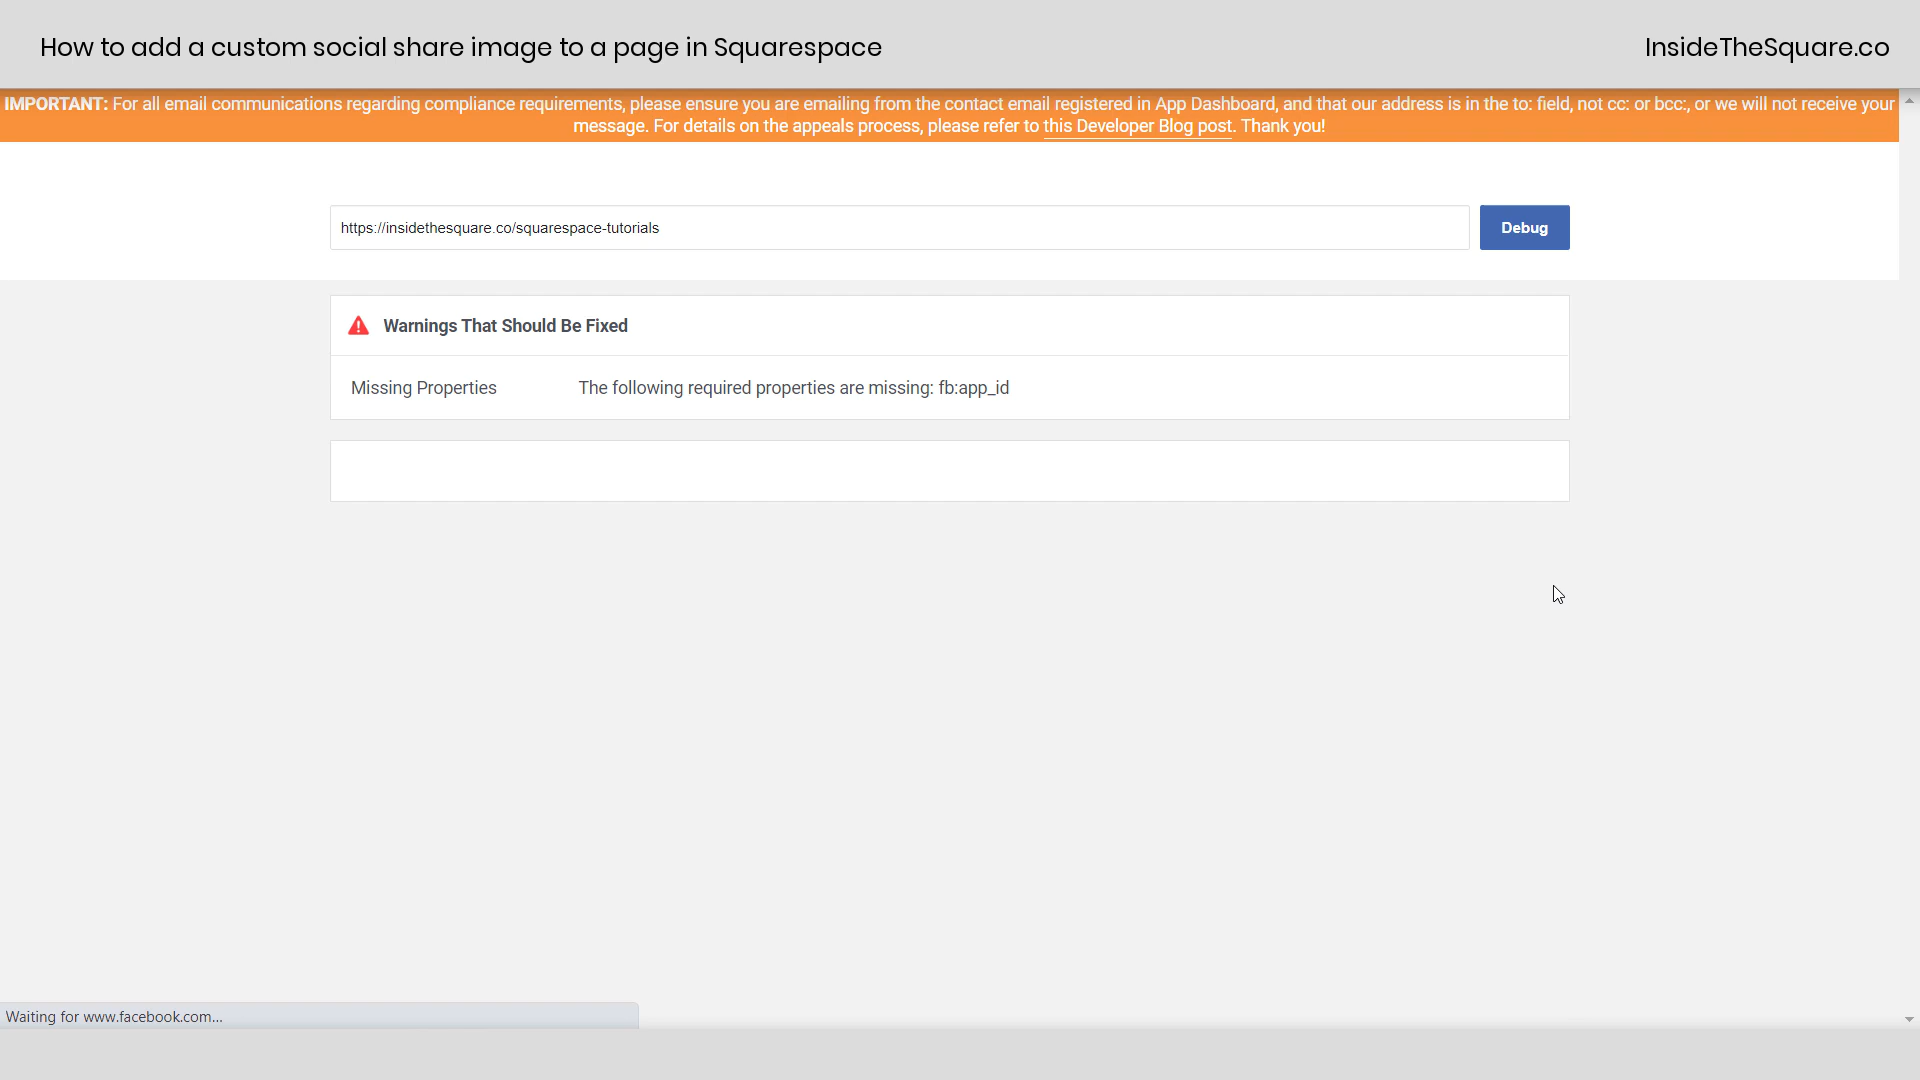 How to add a custom social share image to a page in Squarespace
InsideTheSquare.co
IMPORTANT: For all email communications regarding compliance requirements, please ensure you are emailing from the contact email registered in App Dashboard, and that our address is in the to: field, not cc: or bcc:, or we will not receive your
message. For details on the appeals process, please refer to this Developer Blog post. Thank you!
https://insidethesquare.co/squarespace-tutorials
Debug
Warnings That Should Be Fixed
Missing Properties
The following required properties are missing: fb:app_id
Waiting for www.facebook.com...